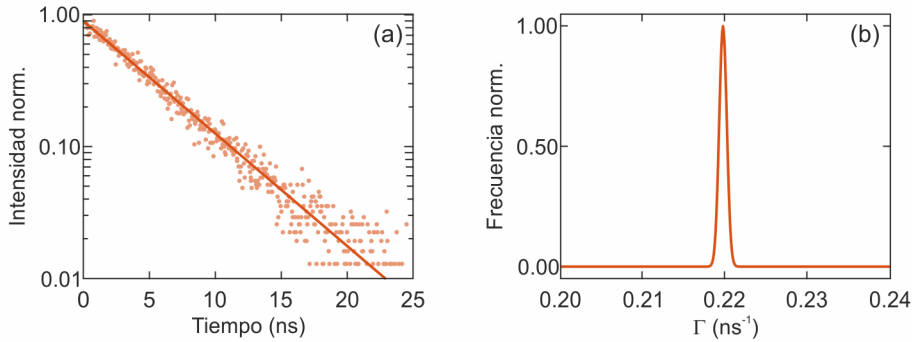 (a)
Intensidad norm.
1.00
0.10
0.01
0 5 10 15 20 25
Tiempo (ns)
(b)
Frecuencia norm.
1.00
0.50
0.00
0.20 0.21 0.22 0.23 0.24
Γ (ns⁻¹)